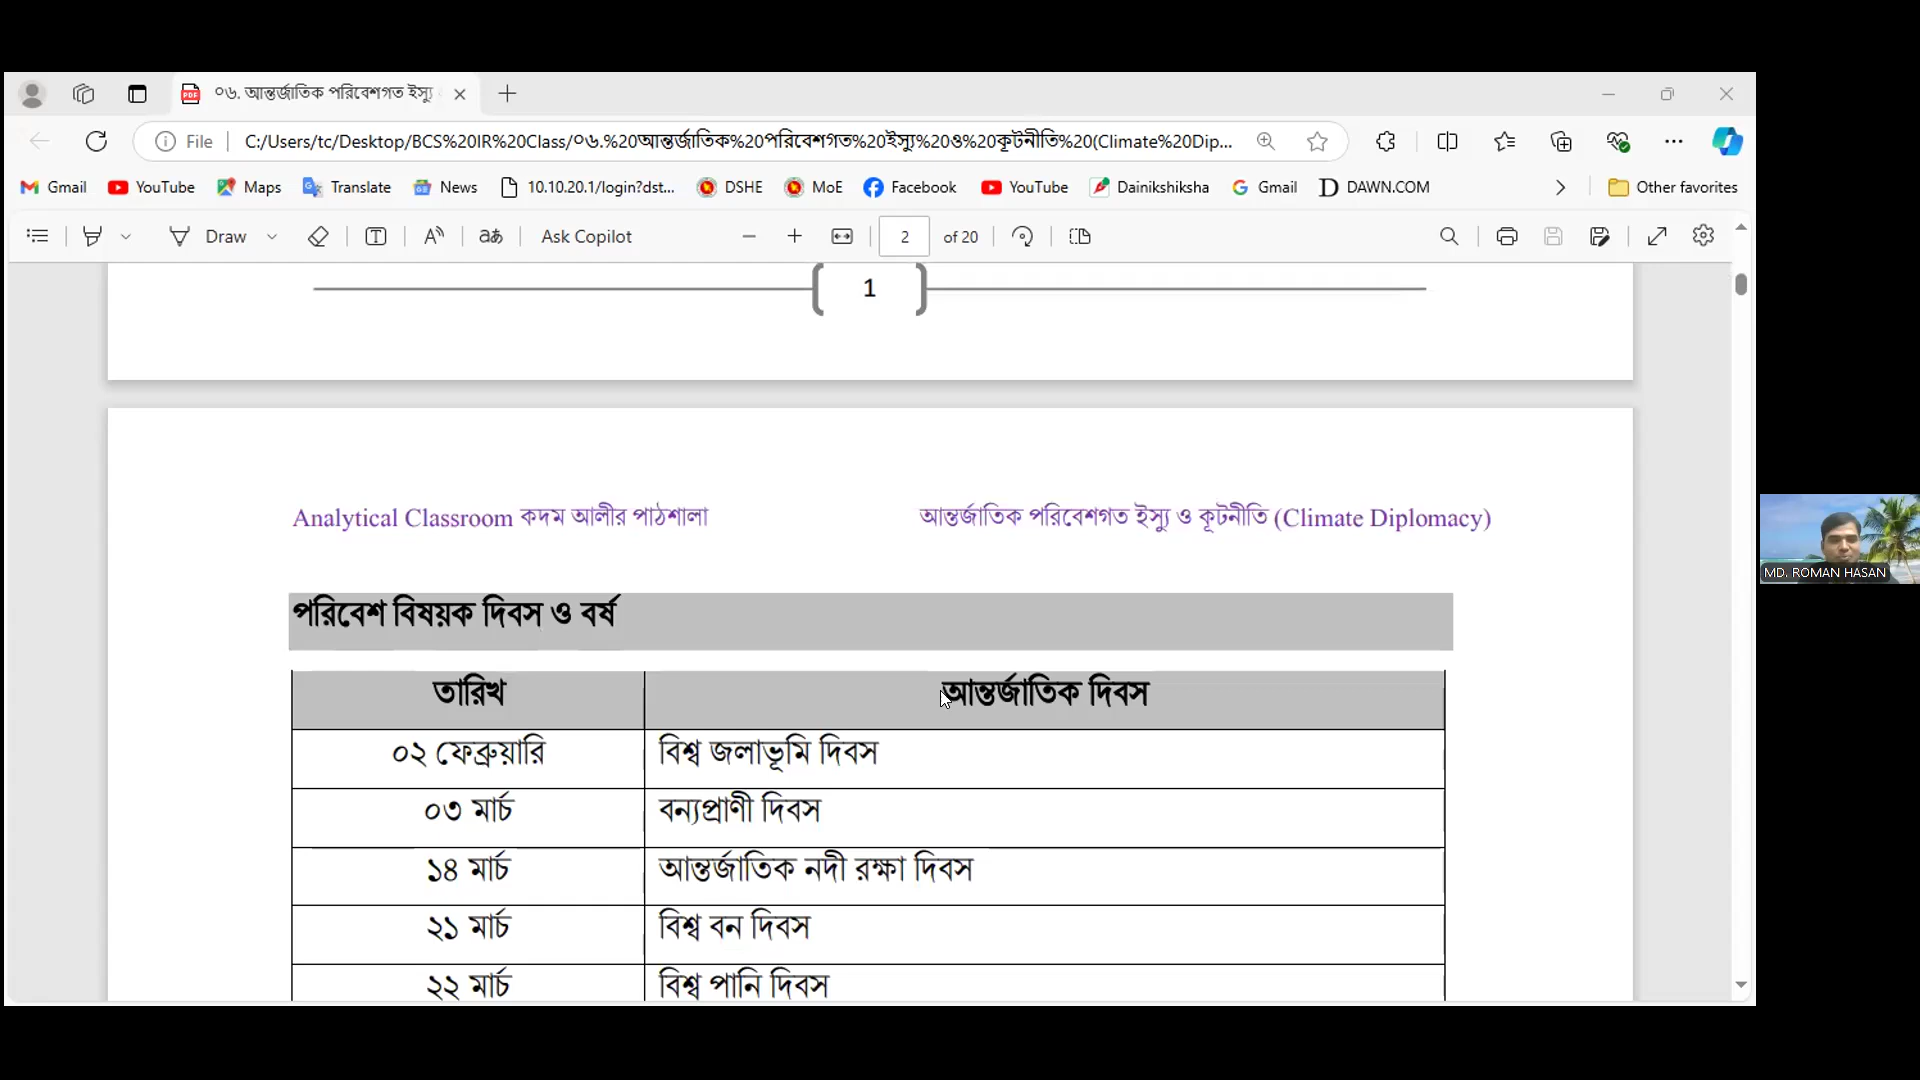 ০৬. আন্তর্জাতিক পরিবেশগত ইস্যু
File
C:/Users/tc/Desktop/BCS%20IR%20Class/০৬.%20আন্তর্জাতিক%20পরিবেশগত%20ইস্যু%20ও%20কূটনীতি%20(Climate%20Dip...
Gmail YouTube Maps Translate News 10.10.20.1/login?dst... DSHE MoE Facebook YouTube Dainikshiksha Gmail DAWN.COM Other favorites
Draw Ask Copilot 2 of 20
1
Analytical Classroom কদম আলীর পাঠশালা আন্তর্জাতিক পরিবেশগত ইস্যু ও কূটনীতি (Climate Diplomacy)
পরিবেশ বিষয়ক দিবস ও বর্ষ
তারিখ আন্তর্জাতিক দিবস
০২ ফেব্রুয়ারি বিশ্ব জলাভূমি দিবস
০৩ মার্চ বন্যপ্রাণী দিবস
১৪ মার্চ আন্তর্জাতিক নদী রক্ষা দিবস
২১ মার্চ বিশ্ব বন দিবস
২২ মার্চ বিশ্ব পানি দিবস
MD. ROMAN HASAN